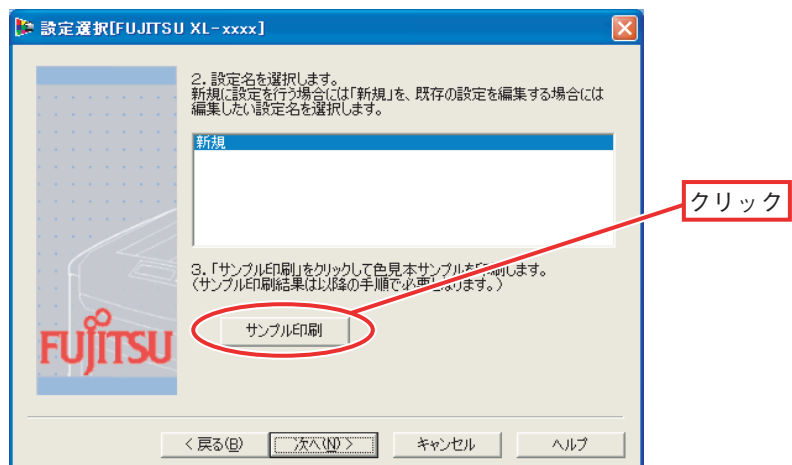 設定選択[FUJITSU XL-xxxx]
2. 設定名を選択します。
新規に設定を行う場合には「新規」を、既存の設定を編集する場合には
編集したい設定名を選択します。
新規
クリック
3. 「サンプル印刷」をクリックして色見本サンプルを印刷します。
(サンプル印刷結果は以降の手順で必要となります。)
サンプル印刷
FUJITSU
< 戻る(B)
次へ(N) >
キャンセル
ヘルプ